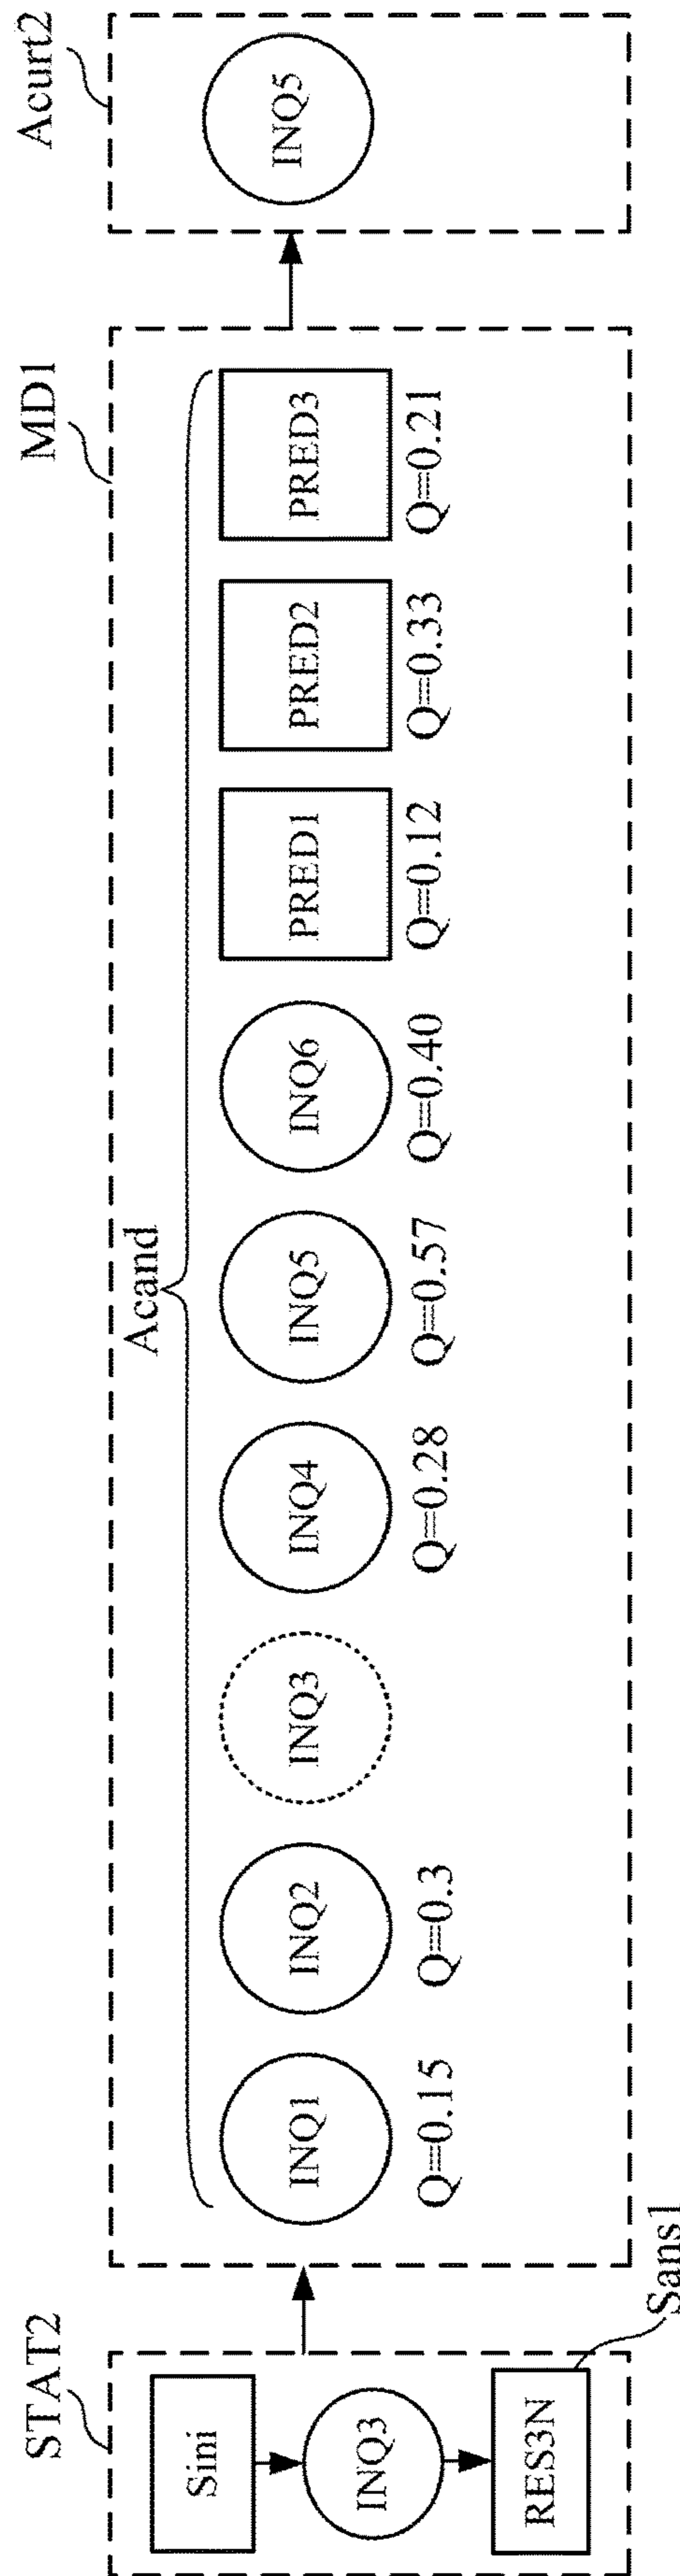 STAT2
Sini
INQ3
RES3N
Sans1
MD1
Acand
INQ1
Q=0.15
INQ2
Q=0.3
INQ3
INQ4
Q=0.28
INQ5
Q=0.57
INQ6
Q=0.40
PRED1
Q=0.12
PRED2
Q=0.33
PRED3
Q=0.21
Acurt2
INQ5